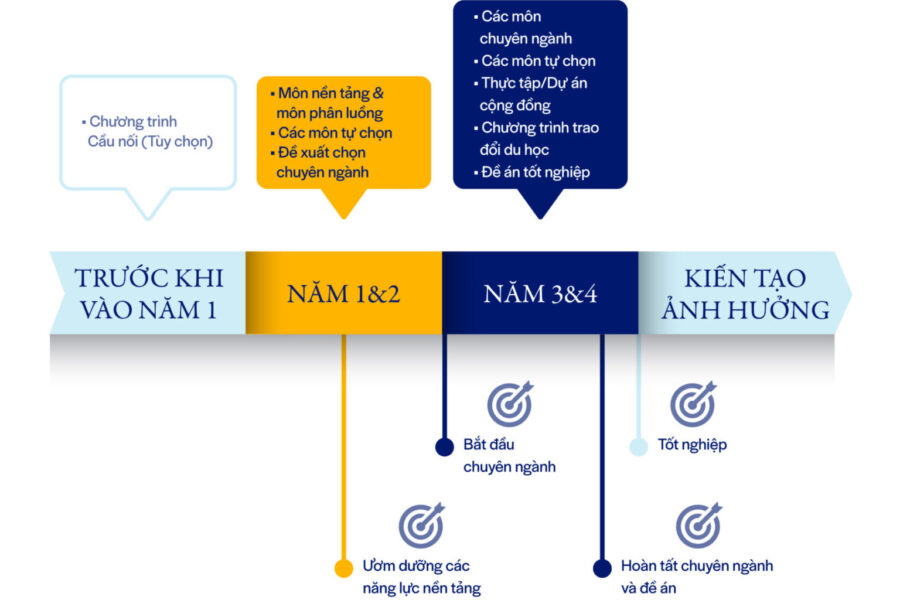 ▪ Chương trình
Cầu nối (Tùy chọn)
▪ Môn nền tảng &
môn phân luồng
▪ Các môn tự chọn
▪ Đề xuất chọn
chuyên ngành
▪ Các môn
chuyên ngành
▪ Các môn tự chọn
▪ Thực tập/Dự án
cộng đồng
▪ Chương trình trao
đổi du học
▪ Đề án tốt nghiệp
TRƯỚC KHI
VÀO NĂM 1
NĂM 1&2
NĂM 3&4
KIẾN TẠO
ẢNH HƯỞNG
Bắt đầu
chuyên ngành
Tốt nghiệp
Ươm dưỡng các
năng lực nền tảng
Hoàn tất chuyên ngành
và đề án